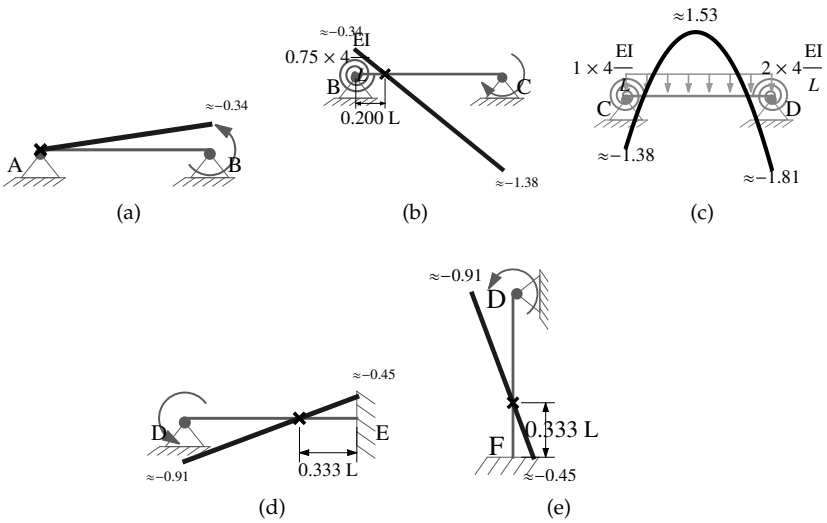 ≈−0.34
A
B
(a)
≈−0.34
0.75 × 4 EI/L
B
C
0.200 L
≈−1.38
(b)
≈1.53
1 × 4 EI/L
2 × 4 EI/L
C
D
≈−1.38
≈−1.81
(c)
≈−0.45
D
E
0.333 L
≈−0.91
(d)
≈−0.91
D
0.333 L
F
≈−0.45
(e)